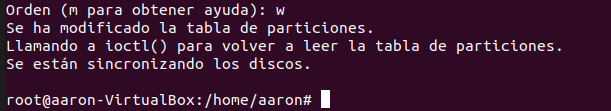 Orden (m para obtener ayuda): w
Se ha modificado la tabla de particiones.
Llamando a ioctl() para volver a leer la tabla de particiones.
Se están sincronizando los discos.
root@aaron-VirtualBox:/home/aaron#